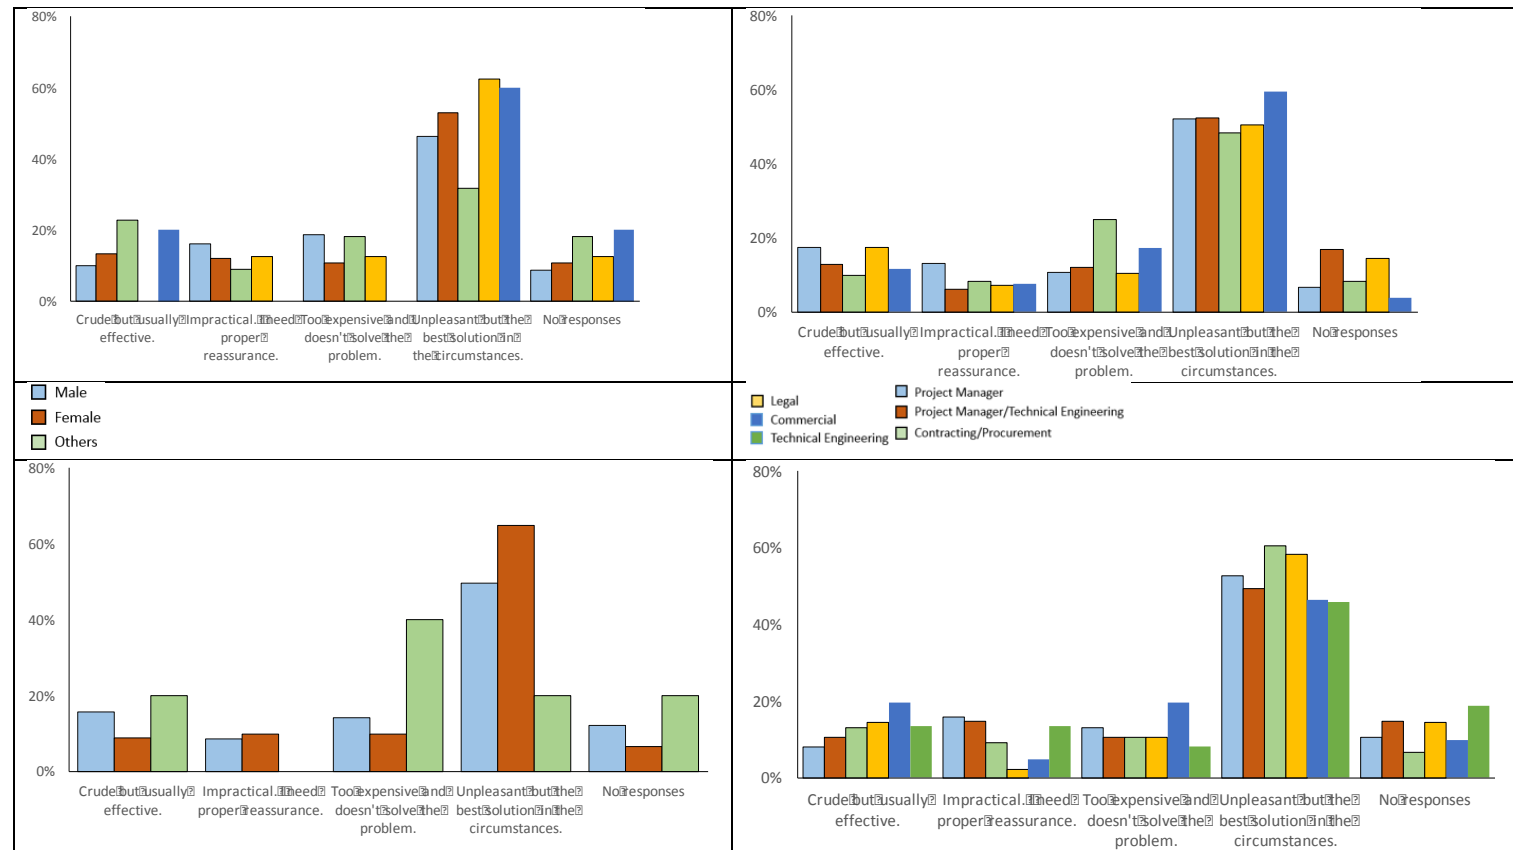 80%
60%
40%
20%
0%
Crude⍰but⍰usually⍰
effective.
Impractical.⍰I⍰need⍰
proper⍰
reassurance.
Too⍰expensive⍰and⍰
doesn't⍰solve⍰the⍰
problem.
Unpleasant⍰but⍰the⍰
best⍰solution⍰in⍰
the⍰circumstances.
No⍰responses
80%
60%
40%
20%
0%
Crude⍰but⍰usually⍰
effective.
Impractical.⍰I⍰need⍰
proper⍰
reassurance.
Too⍰expensive⍰and⍰
doesn't⍰solve⍰the⍰
problem.
Unpleasant⍰but⍰the⍰
best⍰solution⍰in⍰the⍰
circumstances.
No⍰responses
Male
Female
Others
Legal
Commercial
Technical Engineering
Project Manager
Project Manager/Technical Engineering
Contracting/Procurement
80%
60%
40%
20%
0%
Crude⍰but⍰usually⍰
effective.
Impractical.⍰I⍰need⍰
proper⍰reassurance.
Too⍰expensive⍰and⍰
doesn't⍰solve⍰the⍰
problem.
Unpleasant⍰but⍰the⍰
best⍰solution⍰in⍰the⍰
circumstances.
No⍰responses
80%
60%
40%
20%
0%
Crude⍰but⍰usually⍰
effective.
Impractical.⍰I⍰need⍰
proper⍰reassurance.
Too⍰expensive⍰and⍰
doesn't⍰solve⍰the⍰
problem.
Unpleasant⍰but⍰the⍰
best⍰solution⍰in⍰the⍰
circumstances.
No⍰responses